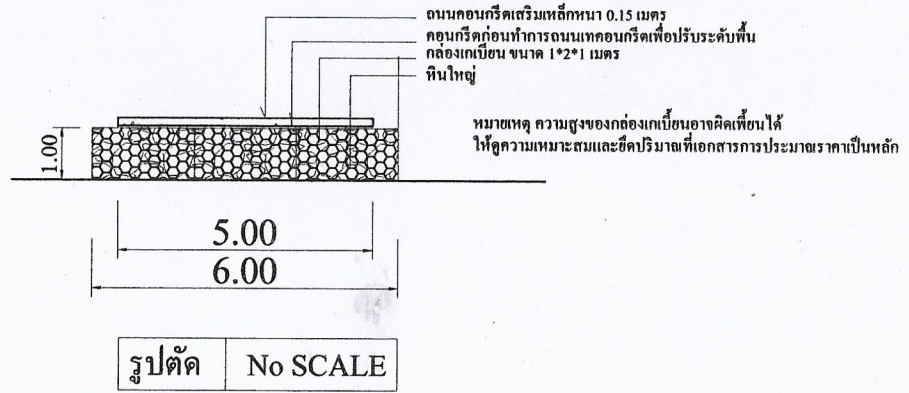 ถนนคอนกรีตเสริมเหล็กหนา 0.15 เมตร
คอนกรีตก่อนทำการถนนเทคอนกรีตเพื่อปรับระดับพื้น
กล่องเกเบี้ยน ขนาด 1*2*1 เมตร
หินใหญ่
หมายเหตุ ความสูงของกล่องเกเบี้ยนอาจผิดเพี้ยนได้
ให้ดูความเหมาะสมและยึดปริมาณที่เอกสารการประมาณราคาเป็นหลัก
1.00
5.00
6.00
รูปตัด No SCALE